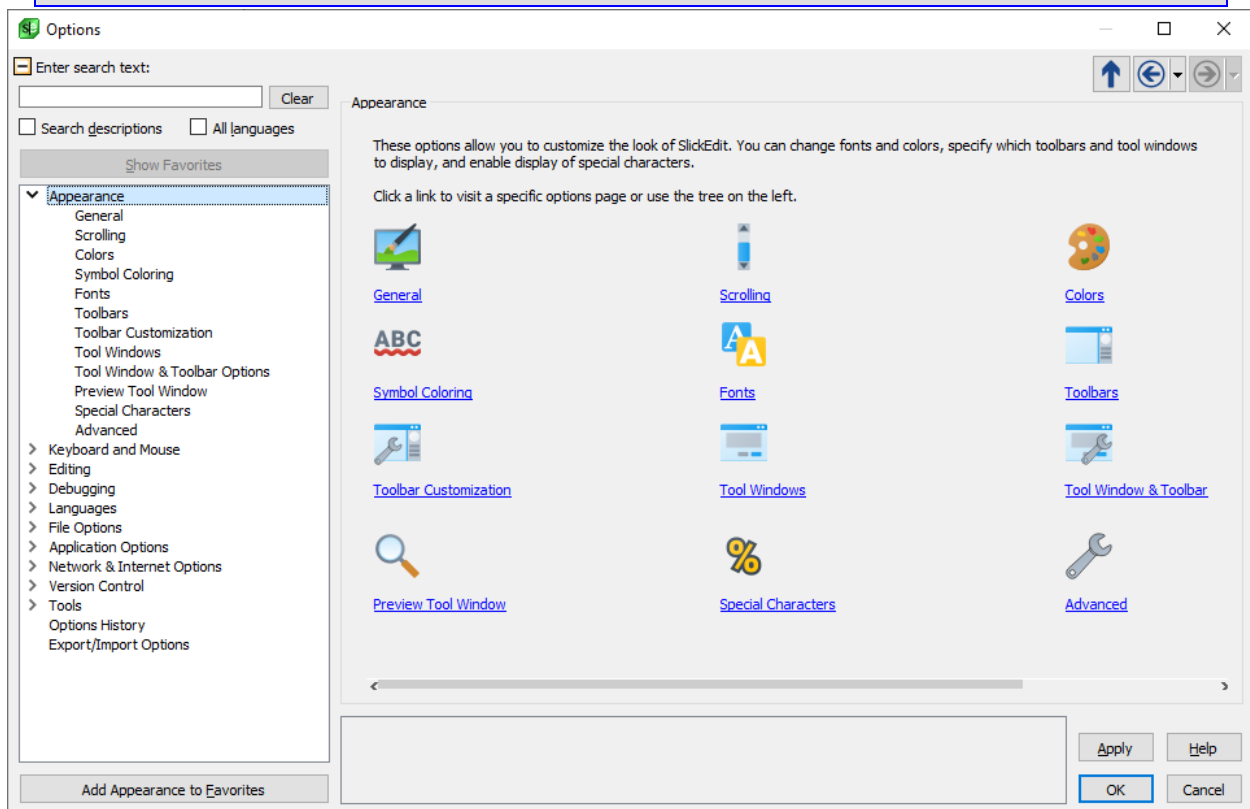 Options
Enter search text:
Clear
Search descriptions All languages
Show Favorites
Appearance
General
Scrolling
Colors
Symbol Coloring
Fonts
Toolbars
Toolbar Customization
Tool Windows
Tool Window & Toolbar Options
Preview Tool Window
Special Characters
Advanced
Keyboard and Mouse
Editing
Debugging
Languages
File Options
Application Options
Network & Internet Options
Version Control
Tools
Options History
Export/Import Options
Add Appearance to Favorites
Appearance
These options allow you to customize the look of SlickEdit. You can change fonts and colors, specify which toolbars and tool windows
to display, and enable display of special characters.
Click a link to visit a specific options page or use the tree on the left.
General Scrolling Colors
ABC
A
A
Symbol Coloring Fonts Toolbars
Toolbar Customization Tool Windows Tool Window & Toolbar
%
Preview Tool Window Special Characters Advanced
Apply Help
OK Cancel